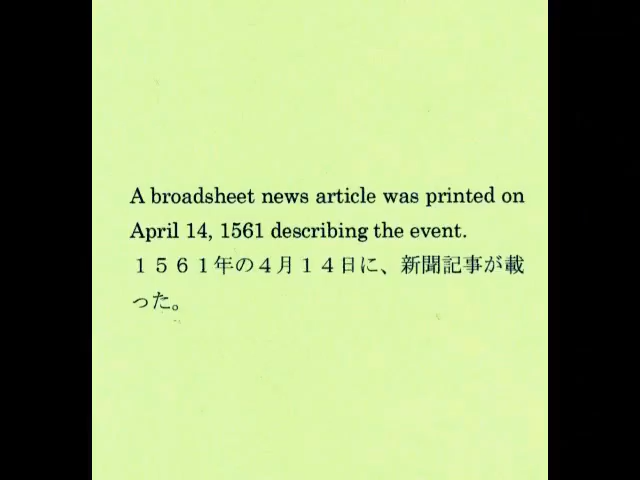 A broadsheet news article was printed on
April 14, 1561 describing the event.
１５６１年の４月１４日に、新聞記事が載
った。